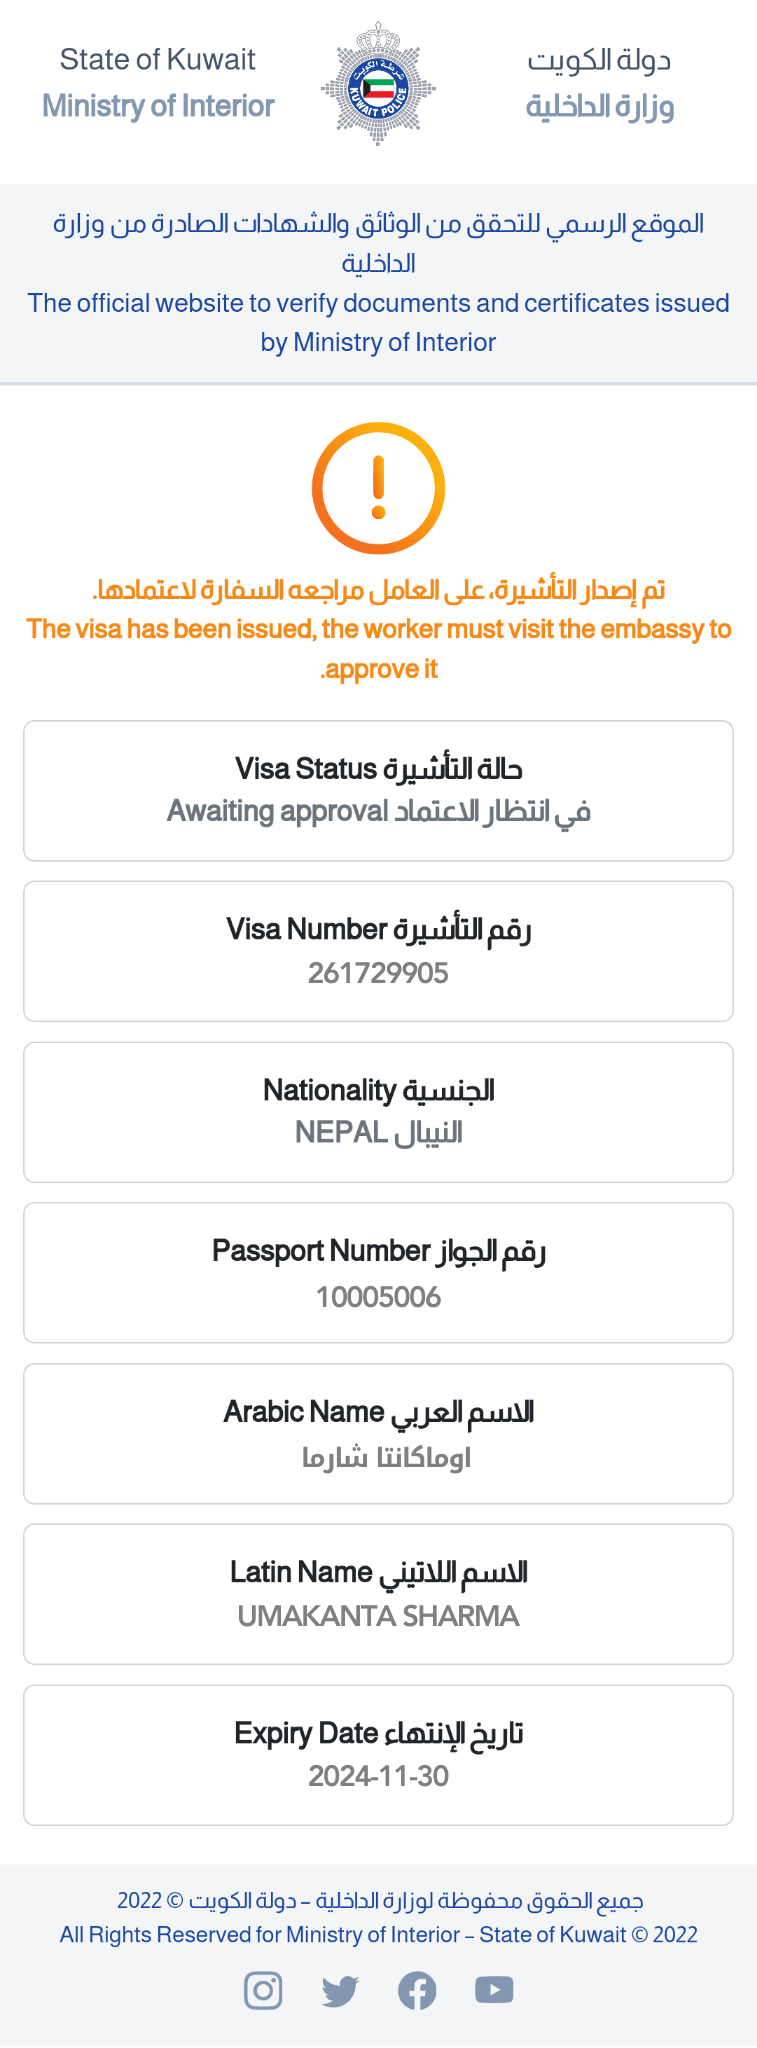 State of Kuwait
Ministry of Interior
شرطة الكويت
KUWAIT POLICE
دولة الكويت
وزارة الداخلية
الموقع الرسمي للتحقق من الوثائق والشهادات الصادرة من وزارة
الداخلية
The official website to verify documents and certificates issued
by Ministry of Interior
تم إصدار التأشيرة، على العامل مراجعه السفارة لاعتمادها.
The visa has been issued, the worker must visit the embassy to
.approve it
Visa Status حالة التأشيرة
Awaiting approval في انتظار الاعتماد
Visa Number رقم التأشيرة
261729905
Nationality الجنسية
NEPAL النيبال
Passport Number رقم الجواز
10005006
Arabic Name الاسم العربي
اوماكانتا شارما
Latin Name الاسم اللاتيني
UMAKANTA SHARMA
Expiry Date تاريخ الإنتهاء
2024-11-30
جميع الحقوق محفوظة لوزارة الداخلية – دولة الكويت © 2022
All Rights Reserved for Ministry of Interior – State of Kuwait © 2022